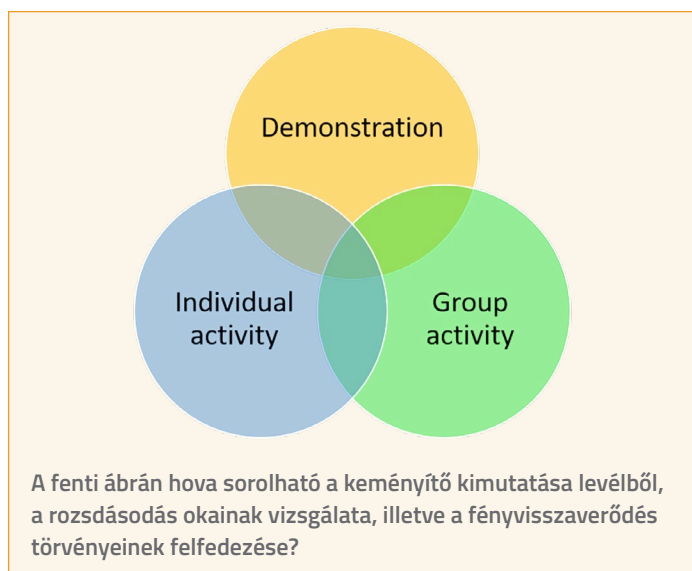 Demonstration
Individual
activity
Group
activity
A fenti ábrán hova sorolható a keményítő kimutatása levélből,
a rozsdásodás okainak vizsgálata, illetve a fényvisszaverődés
törvényeinek felfedezése?